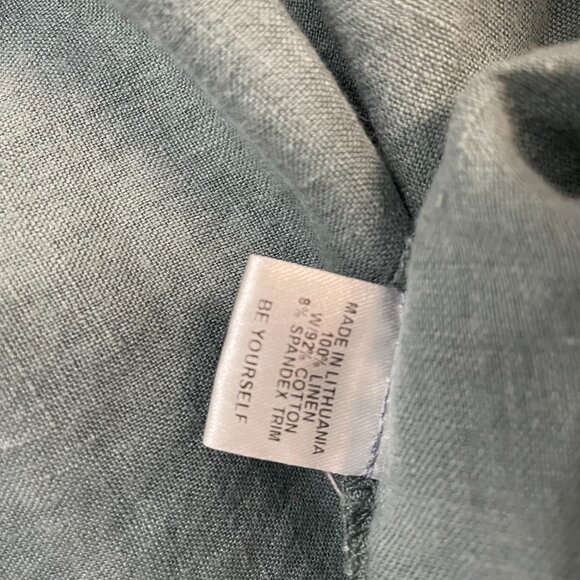 MADE IN LITHUANIA
100% LINEN
W/92% COTTON
8% SPANDEX TRIM
BE YOURSELF